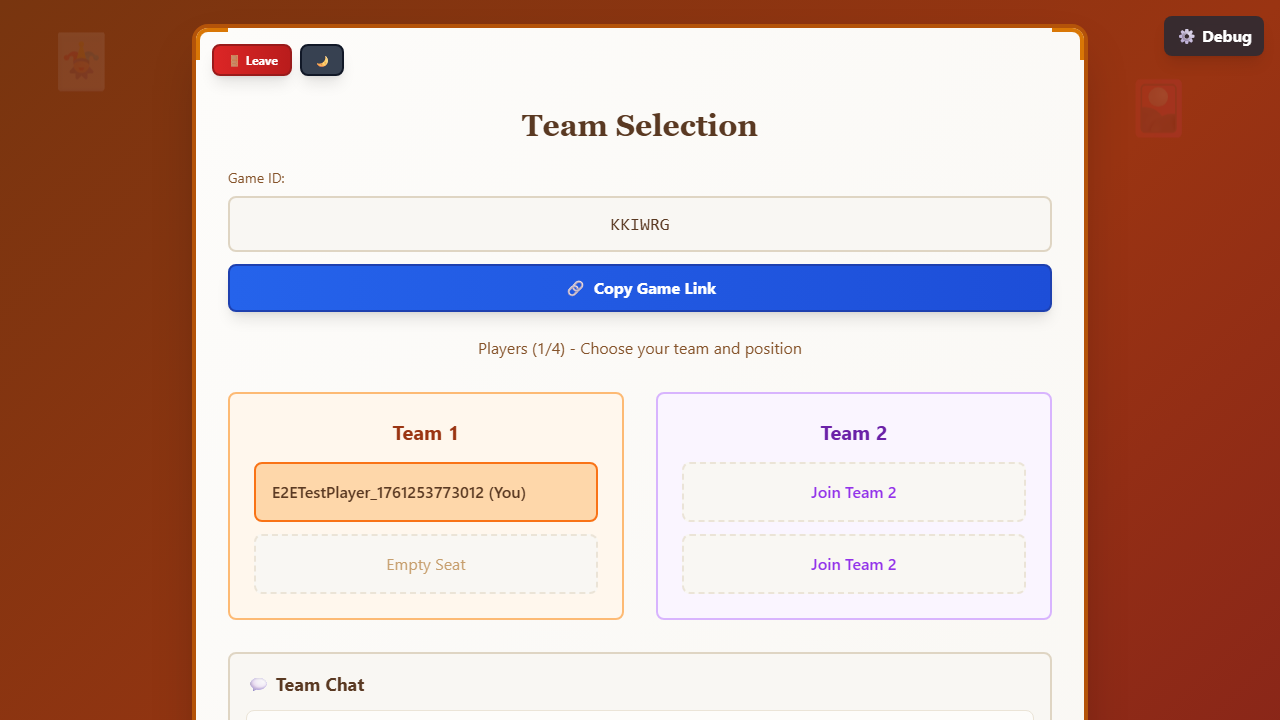 Leave
Debug
Team Selection
Game ID:
KKIWRG
Copy Game Link
Players (1/4) - Choose your team and position
Team 1
E2ETestPlayer_1761253773012 (You)
Empty Seat
Team 2
Join Team 2
Join Team 2
Team Chat